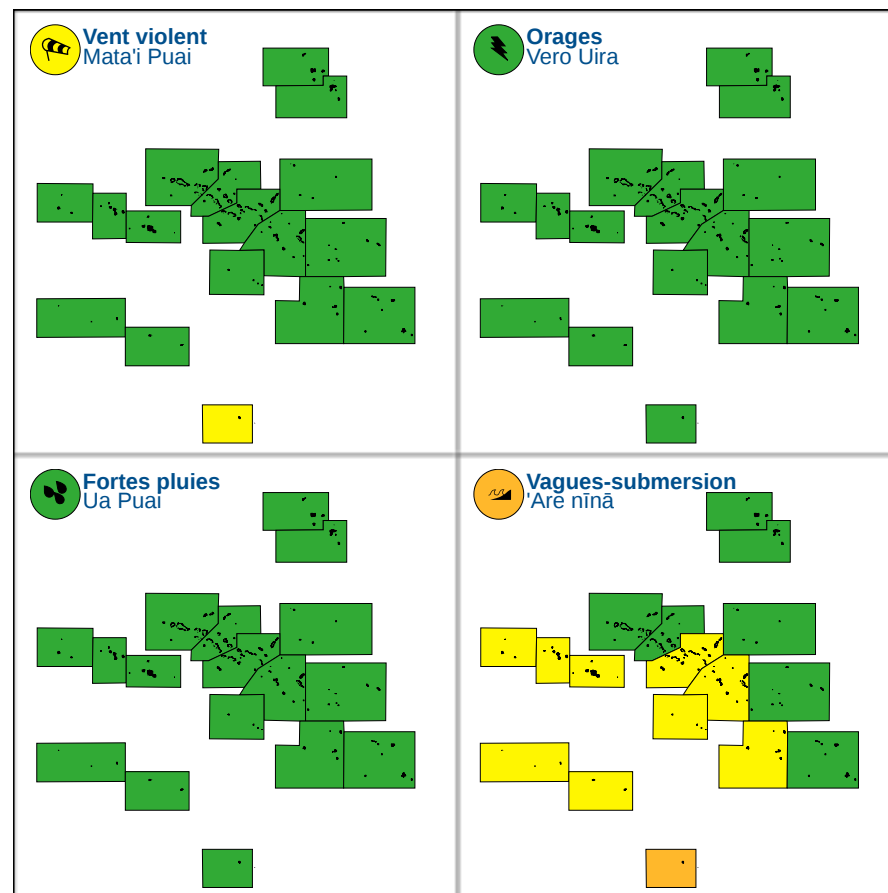 Vent violent
Mata'i Puai
Orages
Vero Uira
Fortes pluies
Ua Puai
Vagues-submersion
'Are nīnā